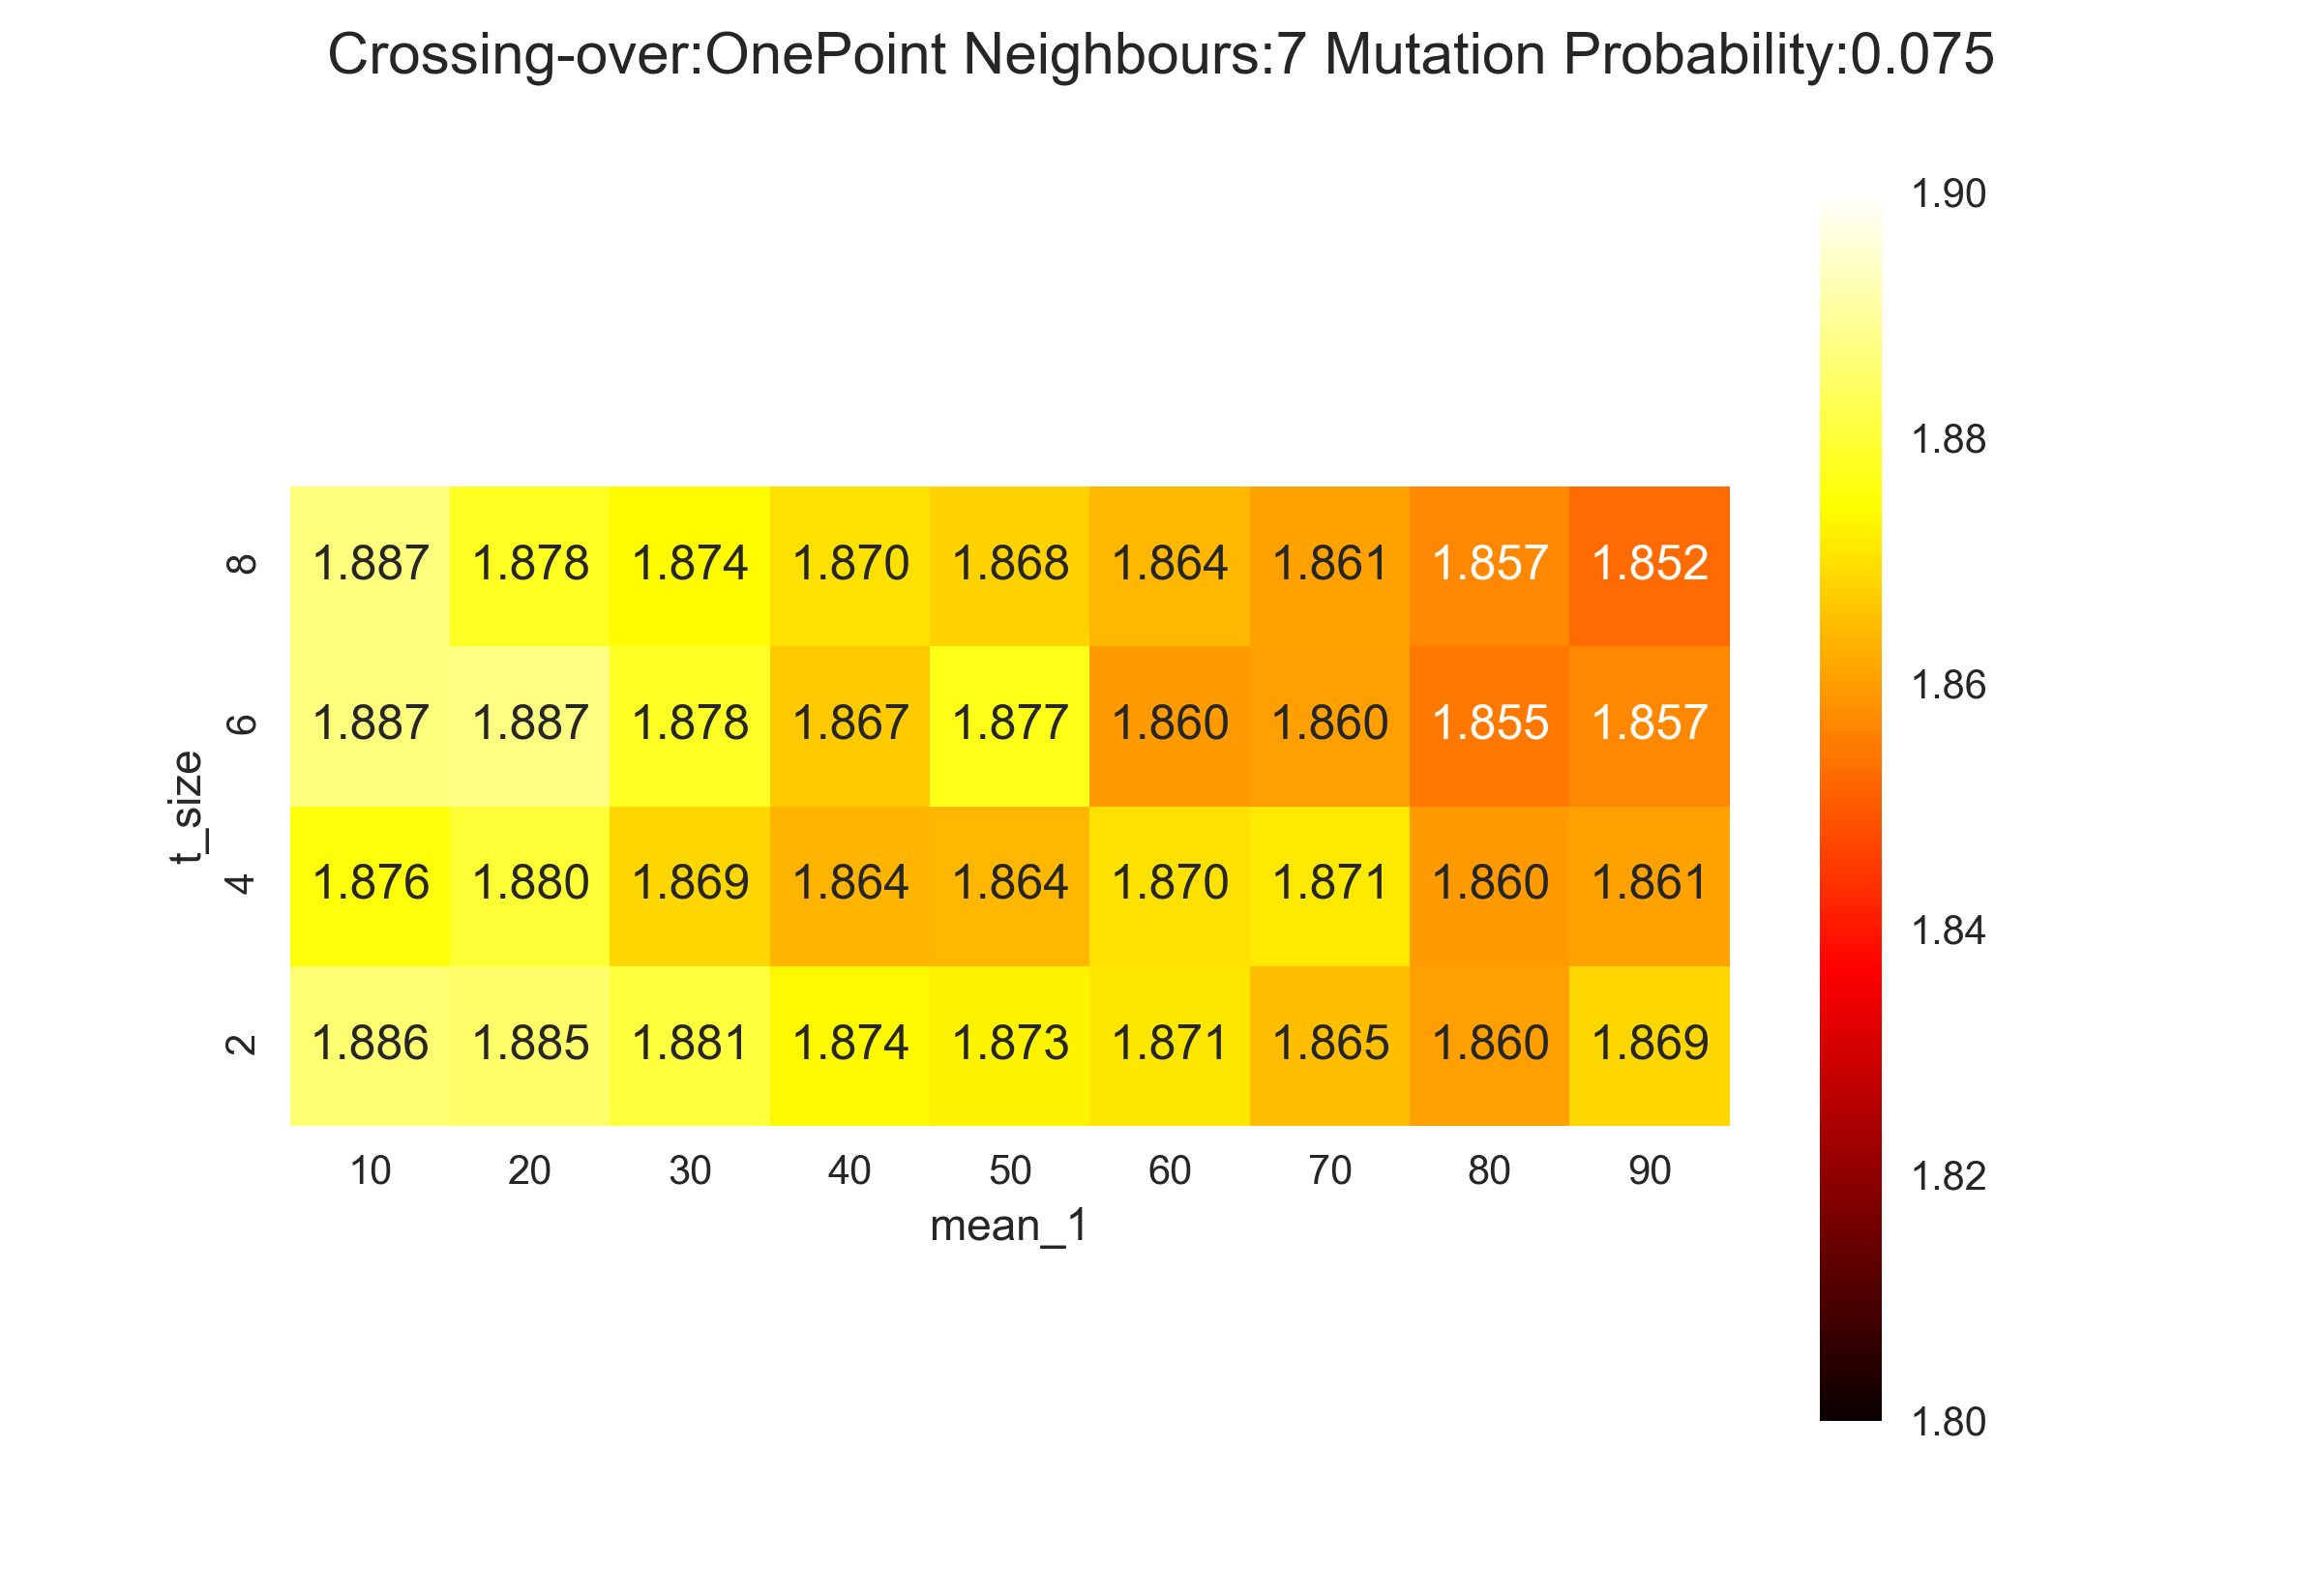 Crossing-over:OnePoint Neighbours:7 Mutation Probability:0.075
t_size
8 1.887 1.878 1.874 1.870 1.868 1.864 1.861 1.857 1.852
6 1.887 1.887 1.878 1.867 1.877 1.860 1.860 1.855 1.857
4 1.876 1.880 1.869 1.864 1.864 1.870 1.871 1.860 1.861
2 1.886 1.885 1.881 1.874 1.873 1.871 1.865 1.860 1.869
10 20 30 40 50 60 70 80 90
mean_1
1.90
1.88
1.86
1.84
1.82
1.80